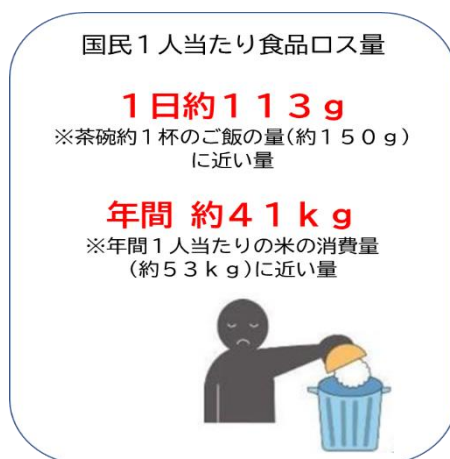 国民１人当たり食品ロス量
１日約１１３ｇ
※茶碗約１杯のご飯の量(約１５０ｇ)
に近い量
年間 約４１ｋｇ
※年間１人当たりの米の消費量
(約５３ｋｇ)に近い量